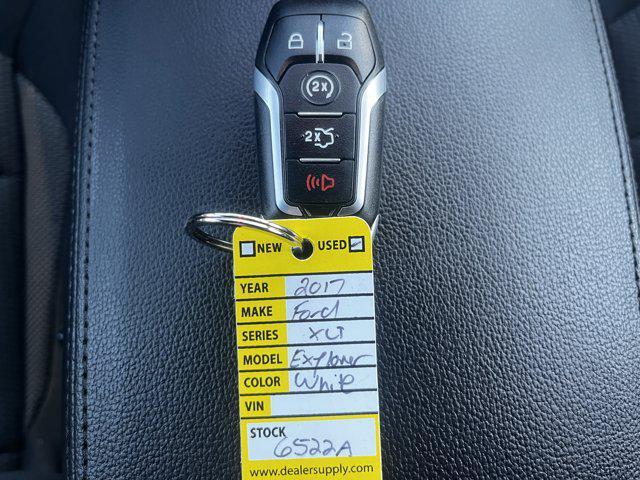 2x
2x
NEW USED
YEAR 2017
MAKE Ford
SERIES XLT
MODEL Explorer
COLOR White
VIN
STOCK
6522A
www.dealersupply.com